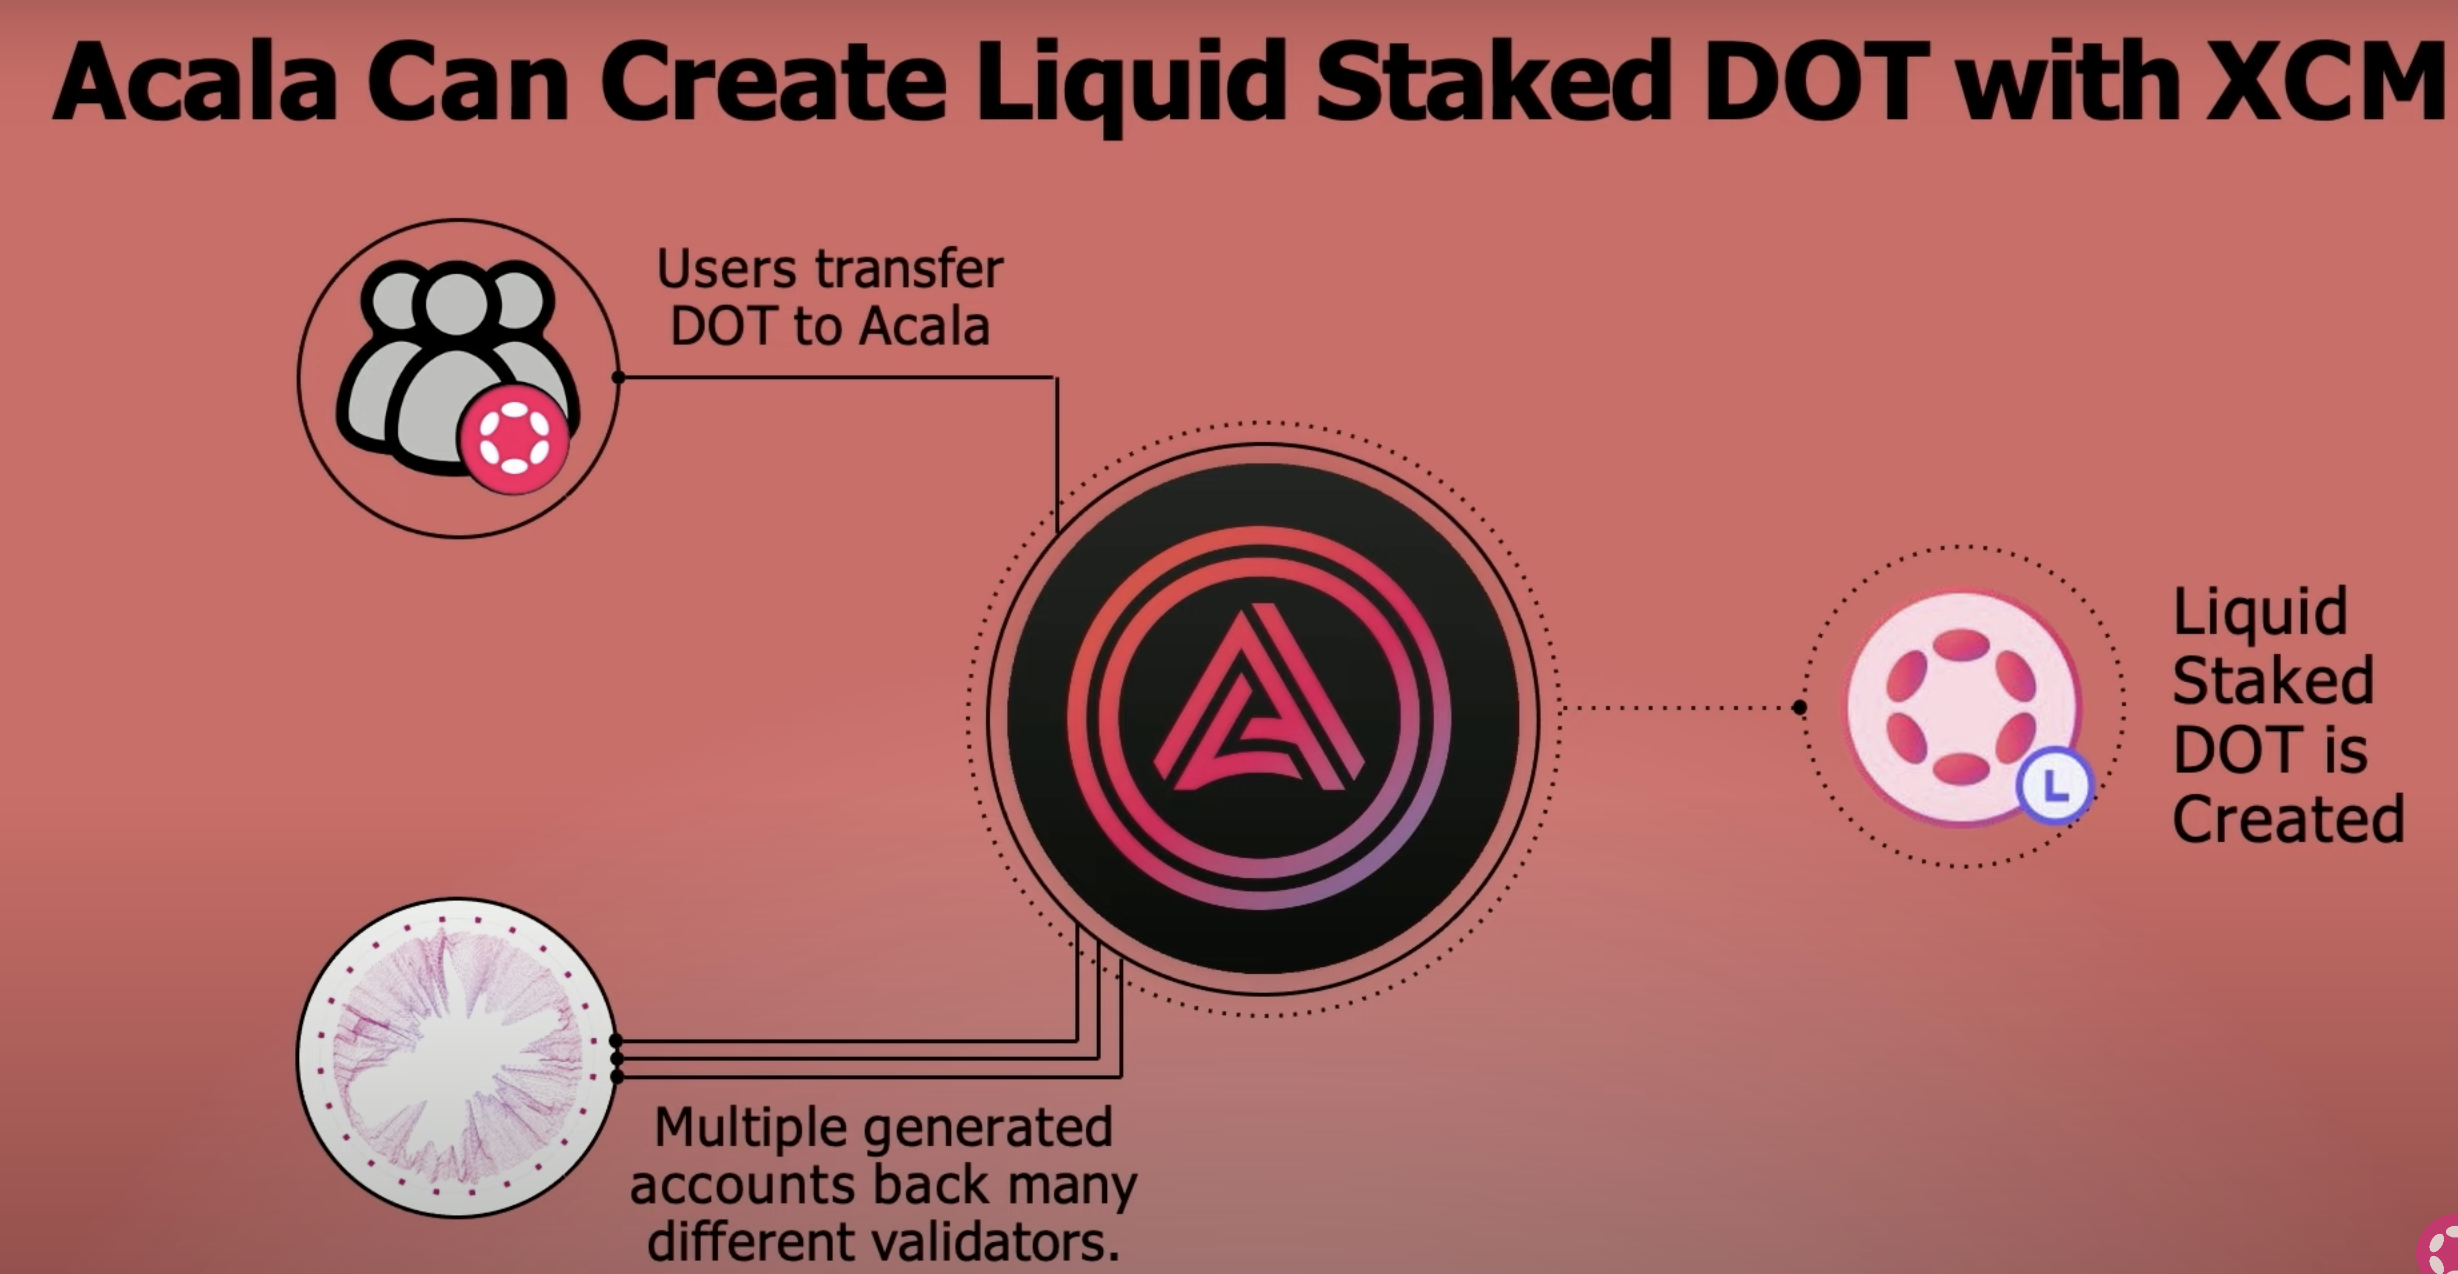 Acala Can Create Liquid Staked DOT with XCM
Users transfer
DOT to Acala
Liquid
Staked
DOT is
Created
L
Multiple generated
accounts back many
different validators.